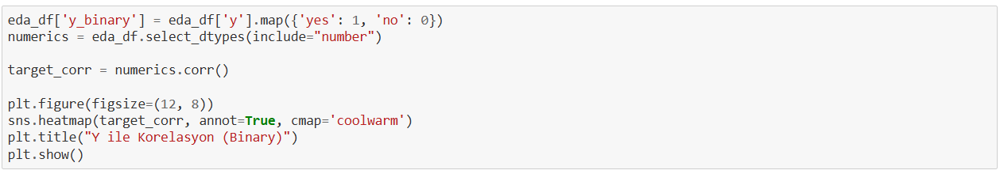 eda_df['y_binary'] = eda_df['y'].map({'yes': 1, 'no': 0})
numerics = eda_df.select_dtypes(include="number")
target_corr = numerics.corr()
plt.figure(figsize=(12, 8))
sns.heatmap(target_corr, annot=True, cmap='coolwarm')
plt.title("Y ile Korelasyon (Binary)")
plt.show()